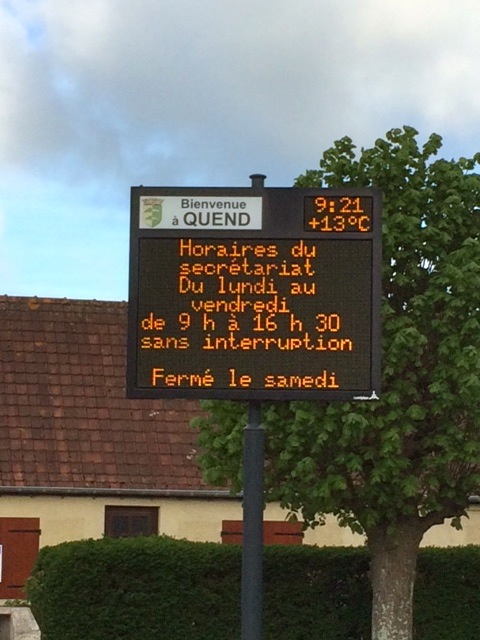 Bienvenue
à QUEND
9:21
+13°C
Horaires du
secrétariat
Du lundi au
vendredi
de 9 h à 16 h 30
sans interruption
Fermé le samedi